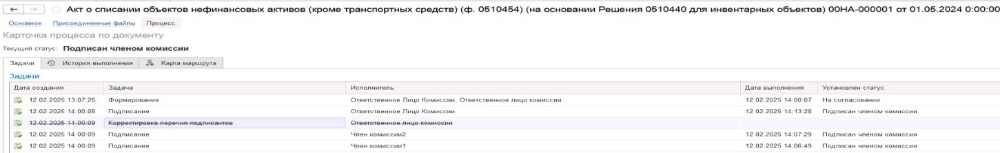 Акт о списании объектов нефинансовых активов (кроме транспортных средств) (ф. 0510454) (на основании Решения 0510440 для инвентарных объектов) 00НА-000001 от 01.05.2024 0:00:00
Основное Присоединенные файлы Процесс
Карточка процесса по документу
Текущий статус: Подписан членом комиссии
Задачи История выполнения Карта маршрута
Задачи
Дата создания Задача Исполнитель Дата выполнения Установлен статус
12.02.2025 13:07:26 Формирование Ответственное Лицо Комиссии, Ответственное лицо комиссии 12.02.2025 14:00:07 На согласовании
12.02.2025 14:00:08 Подписание Ответственное Лицо Комиссии 12.02.2025 14:13:28 Подписан членом комиссии
12.02.2025 14:00:09 Корректировка перечня подписантов Ответственное лицо комиссии
12.02.2025 14:00:09 Подписание Член комиссии2 12.02.2025 14:07:29 Подписан членом комиссии
12.02.2025 14:00:09 Подписание Член комиссии1 12.02.2025 14:06:49 Подписан членом комиссии